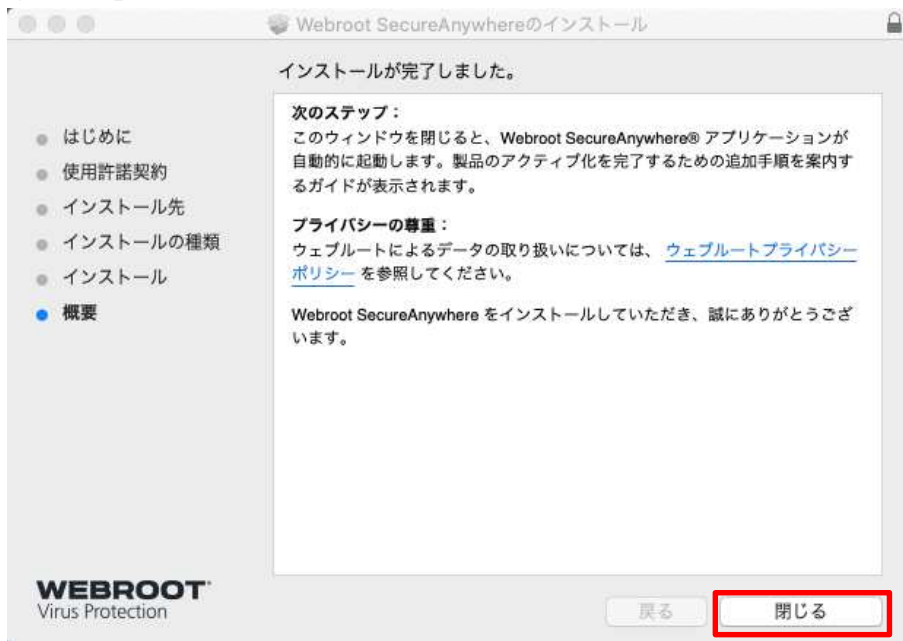 Webroot SecureAnywhereのインストール
インストールが完了しました。
はじめに
使用許諾契約
インストール先
インストールの種類
インストール
概要
次のステップ：
このウィンドウを閉じると、Webroot SecureAnywhere® アプリケーションが
自動的に起動します。製品のアクティブ化を完了するための追加手順を案内す
るガイドが表示されます。
プライバシーの尊重：
ウェブルートによるデータの取り扱いについては、 ウェブルートプライバシー
ポリシー を参照してください。
Webroot SecureAnywhere をインストールしていただき、誠にありがとうござ
います。
WEBROOT
Virus Protection
戻る
閉じる